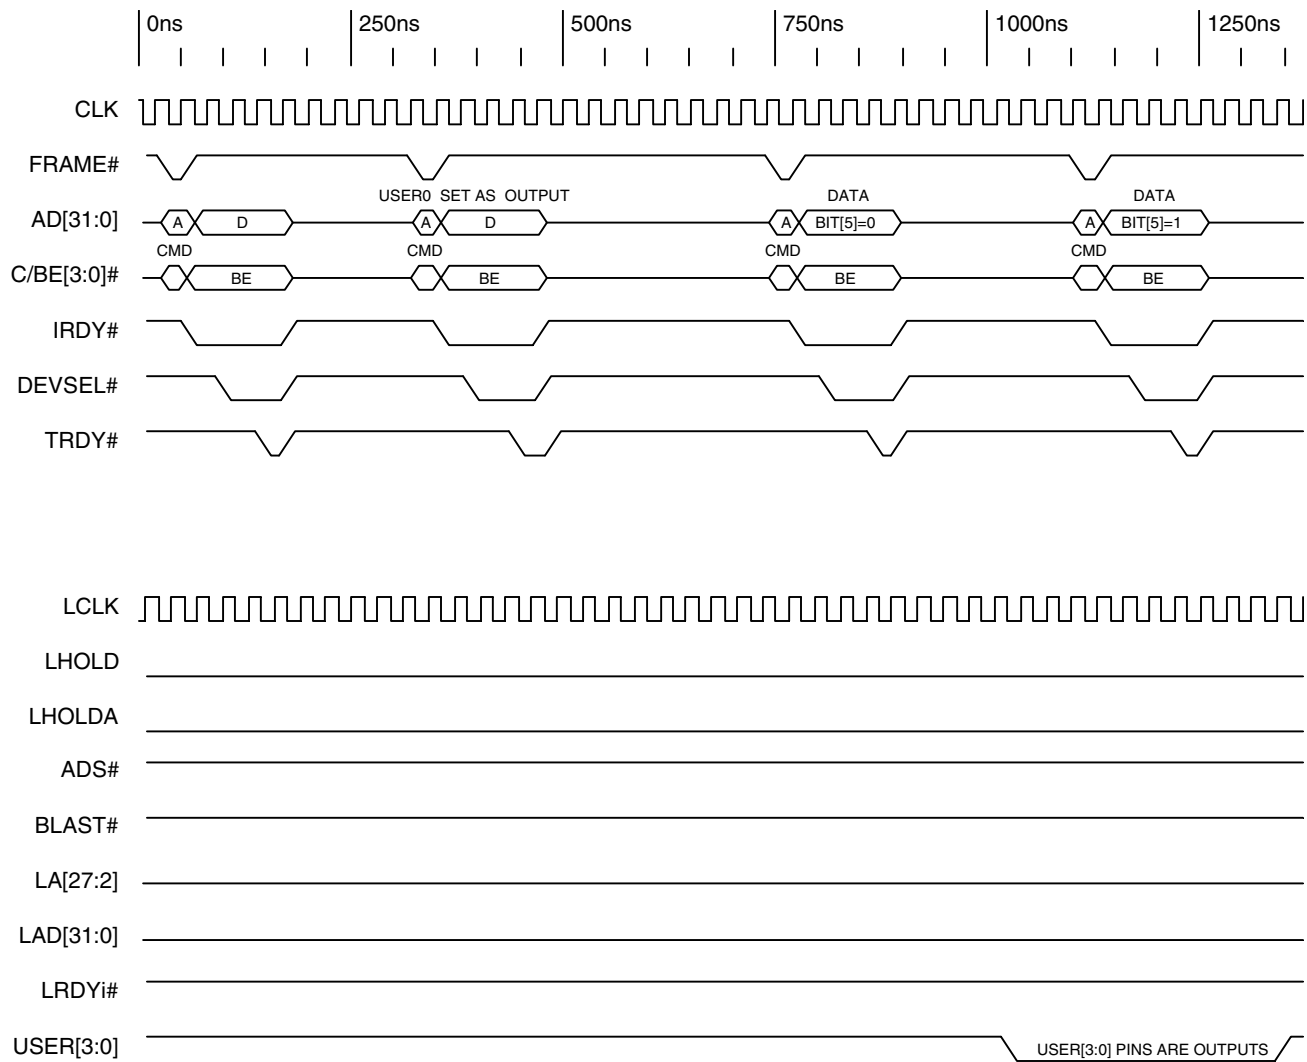 0ns 250ns 500ns 750ns 1000ns 1250ns
CLK
FRAME#
USER0 SET AS OUTPUT DATA DATA
AD[31:0] A D A D A BIT[5]=0 A BIT[5]=1
CMD CMD CMD CMD
C/BE[3:0]# BE BE BE BE
IRDY#
DEVSEL#
TRDY#
LCLK
LHOLD
LHOLDA
ADS#
BLAST#
LA[27:2]
LAD[31:0]
LRDYi#
USER[3:0] USER[3:0] PINS ARE OUTPUTS